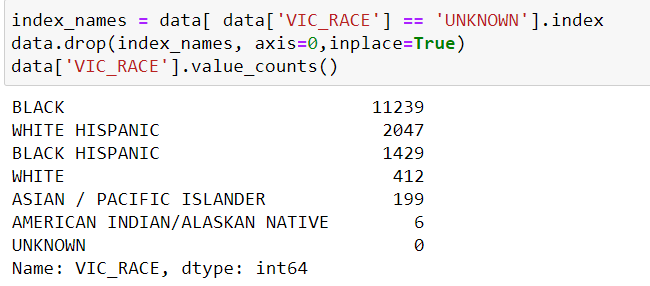 index_names = data[ data['VIC_RACE'] == 'UNKNOWN'].index
data.drop(index_names, axis=0,inplace=True)
data['VIC_RACE'].value_counts()
BLACK 11239
WHITE HISPANIC 2047
BLACK HISPANIC 1429
WHITE 412
ASIAN / PACIFIC ISLANDER 199
AMERICAN INDIAN/ALASKAN NATIVE 6
UNKNOWN 0
Name: VIC_RACE, dtype: int64